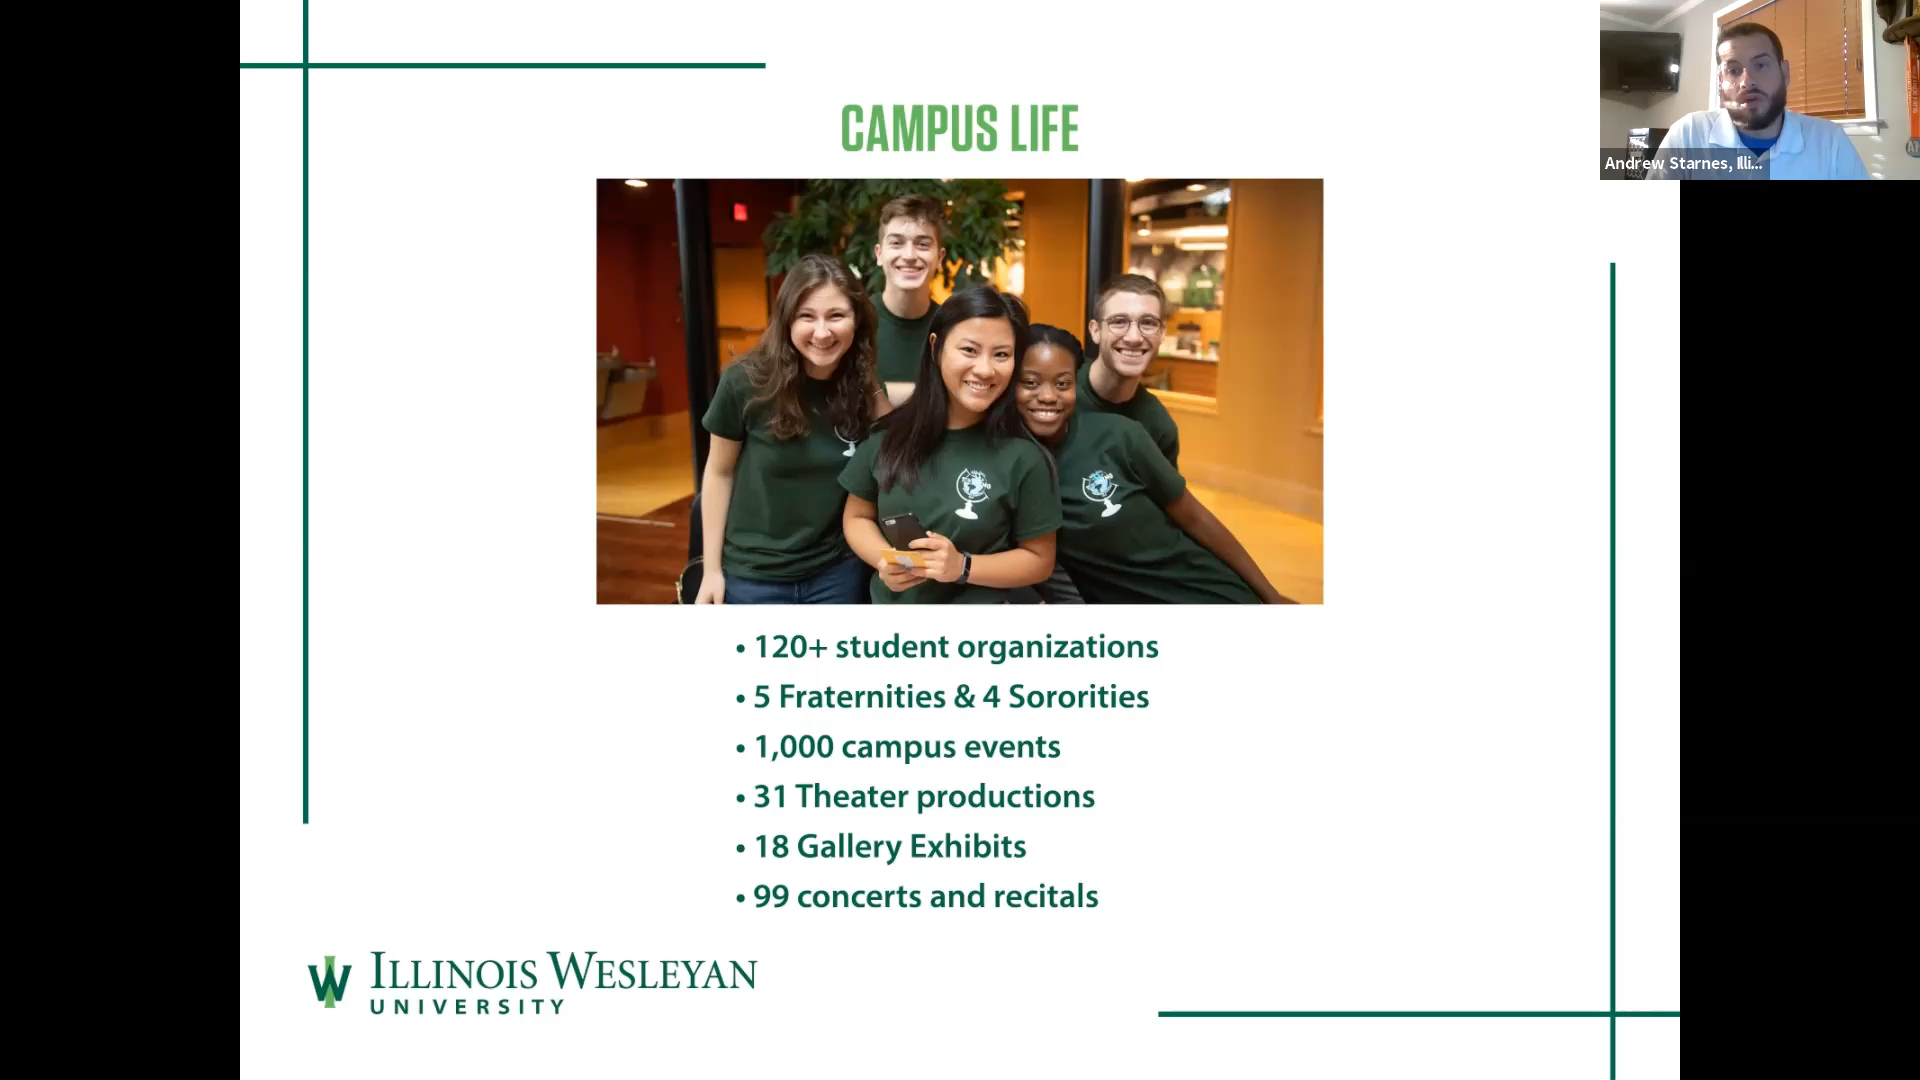 CAMPUS LIFE
Andrew Starnes, Illi...
• 120+ student organizations
• 5 Fraternities & 4 Sororities
• 1,000 campus events
• 31 Theater productions
• 18 Gallery Exhibits
• 99 concerts and recitals
ILLINOIS WESLEYAN
UNIVERSITY